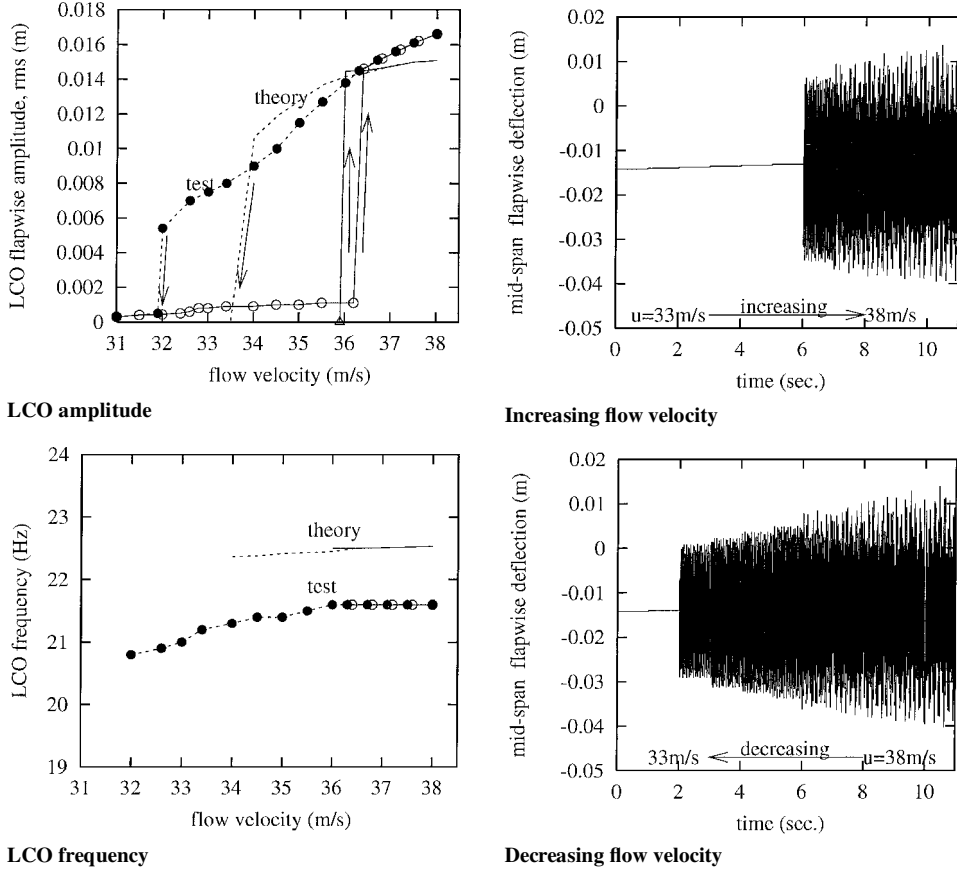 LCO flapwise amplitude, rms (m)
0.018
0.016
0.014
0.012
0.01
0.008
0.006
0.004
0.002
0
theory
test
31 32 33 34 35 36 37 38
flow velocity (m/s)
LCO amplitude
mid-span flapwise deflection (m)
0.02
0.01
0
-0.01
-0.02
-0.03
-0.04
-0.05
u=33m/s increasing 38m/s
0 2 4 6 8 10
time (sec.)
Increasing flow velocity
LCO frequency (Hz)
24
23
22
21
20
19
theory
test
31 32 33 34 35 36 37 38
flow velocity (m/s)
LCO frequency
mid-span flapwise deflection (m)
0.02
0.01
0
-0.01
-0.02
-0.03
-0.04
-0.05
33m/s decreasing u=38m/s
0 2 4 6 8 10
time (sec.)
Decreasing flow velocity